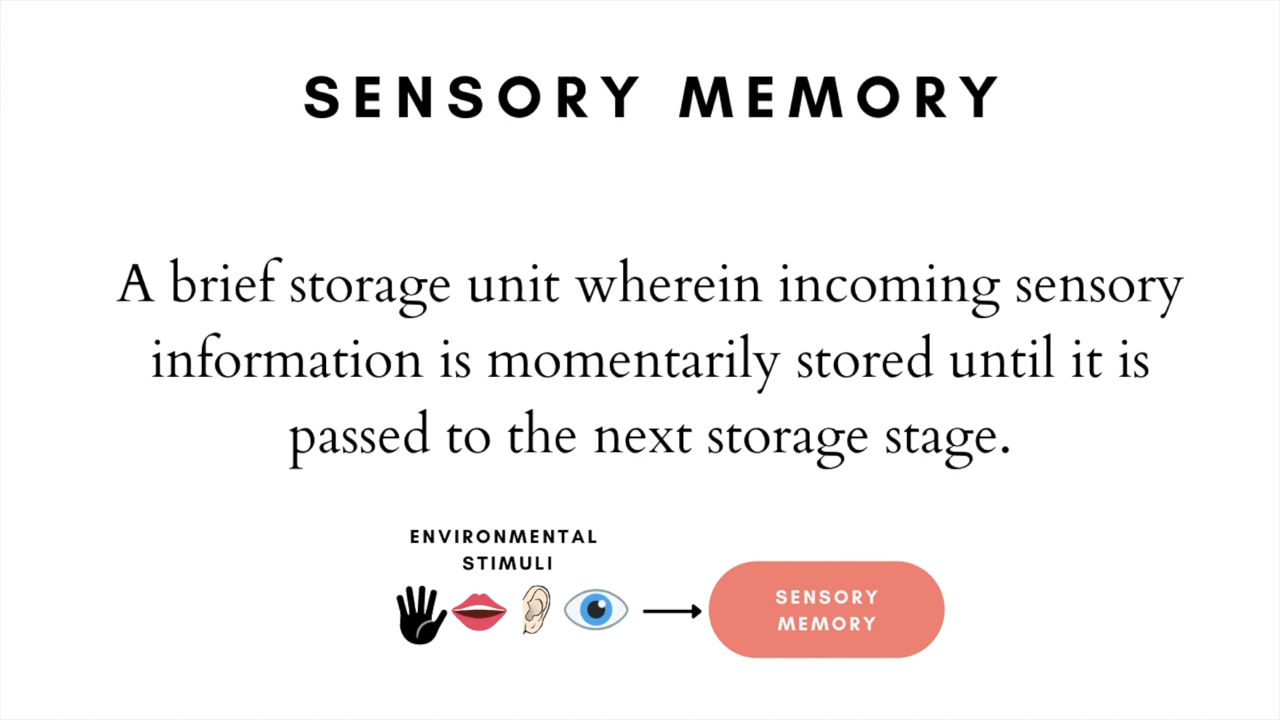 SENSORY MEMORY
A brief storage unit wherein incoming sensory
information is momentarily stored until it is
passed to the next storage stage.
ENVIRONMENTAL
STIMULI
SENSORY
MEMORY